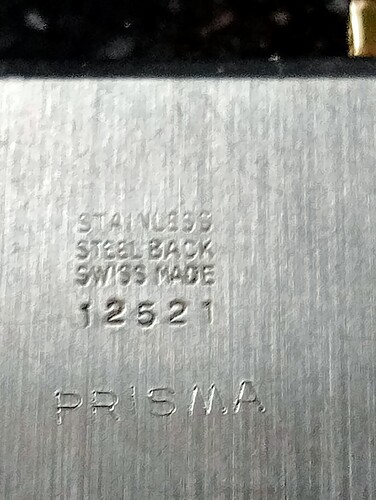 STAINLESS
STEEL BACK
SWISS MADE
12521
PRISMA